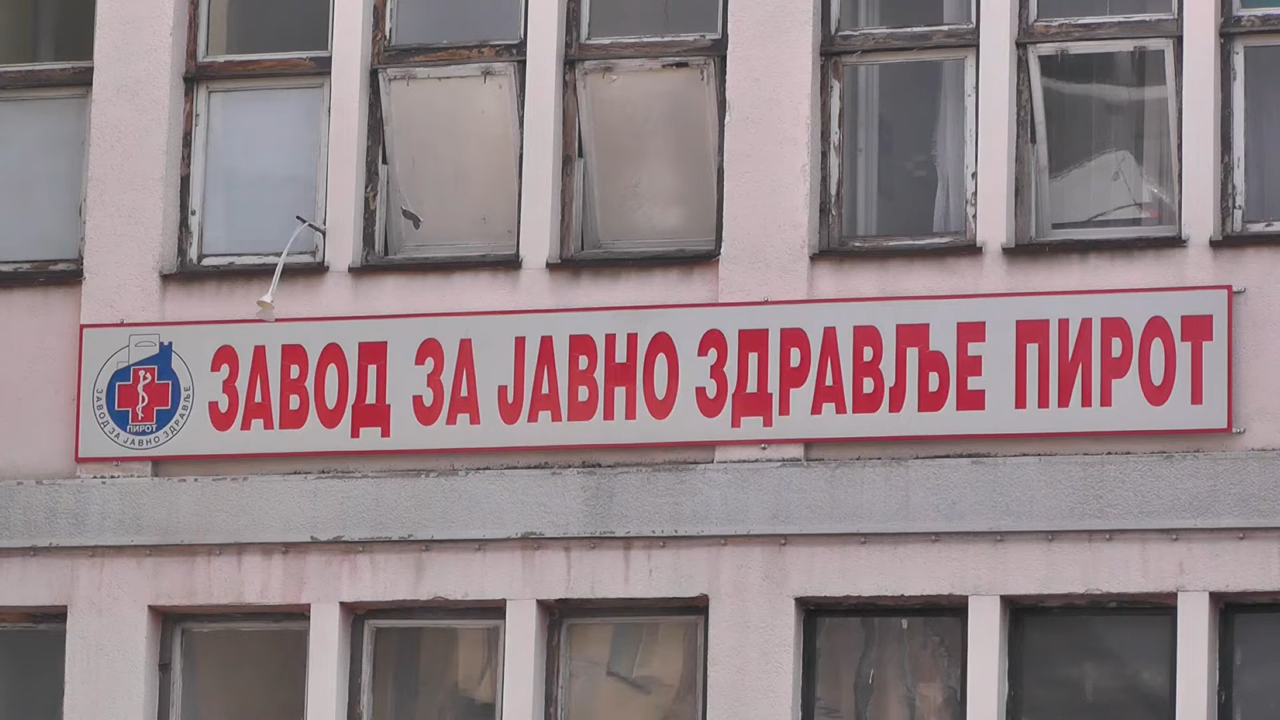 ЗАВОД ЗА ЈАВНО ЗДРАВЉЕ ПИРОТ
ПИРОТ
ЗАВОД ЗА ЈАВНО ЗДРАВЉЕ